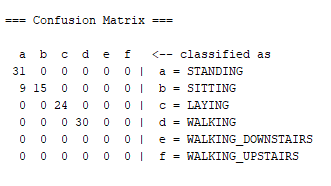 === Confusion Matrix ===
a b c d e f <-- classified as
31 0 0 0 0 0 | a = STANDING
9 15 0 0 0 0 | b = SITTING
0 0 24 0 0 0 | c = LAYING
0 0 0 30 0 0 | d = WALKING
0 0 0 0 0 0 | e = WALKING_DOWNSTAIRS
0 0 0 0 0 0 | f = WALKING_UPSTAIRS